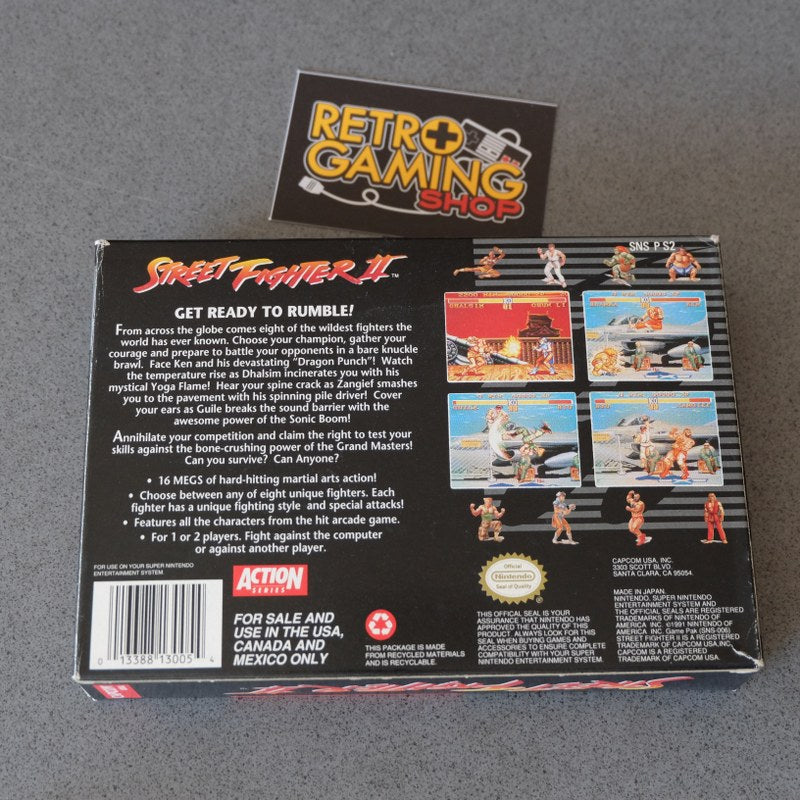 RETRO
GAMING
SHOP
SNS P S2
STREET FIGHTER II™
GET READY TO RUMBLE!
From across the globe comes eight of the wildest fighters the
world has ever known. Choose your champion, gather your
courage and prepare to battle your opponents in a bare knuckle
brawl. Face Ken and his devastating "Dragon Punch"! Watch
the temperature rise as Dhalsim incinerates you with his
mystical Yoga Flame! Hear your spine crack as Zangief smashes
you to the pavement with his spinning pile driver! Cover
your ears as Guile breaks the sound barrier with the
awesome power of the Sonic Boom!
Annihilate your competition and claim the right to test your
skills against the bone-crushing power of the Grand Masters!
Can you survive? Can Anyone?
• 16 MEGS of hard-hitting martial arts action!
• Choose between any of eight unique fighters. Each
fighter has a unique fighting style and special attacks!
• Features all the characters from the hit arcade game.
• For 1 or 2 players. Fight against the computer
or against another player.
FOR USE ON YOUR SUPER NINTENDO
ENTERTAINMENT SYSTEM.
0 13388 13005 4
ACTION
SERIES
FOR SALE AND
USE IN THE USA,
CANADA AND
MEXICO ONLY
THIS PACKAGE IS MADE
FROM RECYCLED MATERIALS
AND IS RECYCLABLE.
Official
Nintendo
Seal of Quality
THIS OFFICIAL SEAL IS YOUR
ASSURANCE THAT NINTENDO HAS
APPROVED THE QUALITY OF THIS
PRODUCT. ALWAYS LOOK FOR THIS
SEAL WHEN BUYING GAMES AND
ACCESSORIES TO ENSURE COMPLETE
COMPATIBILITY WITH YOUR SUPER
NINTENDO ENTERTAINMENT SYSTEM.
CAPCOM USA, INC.
3303 SCOTT BLVD.
SANTA CLARA, CA 95054.
MADE IN JAPAN.
NINTENDO, SUPER NINTENDO
ENTERTAINMENT SYSTEM AND
THE OFFICIAL SEALS ARE REGISTERED
TRADEMARKS OF NINTENDO OF
AMERICA INC. ©1991 NINTENDO OF
AMERICA INC. Game Pak (SNS-006)
STREET FIGHTER II IS A REGISTERED
TRADEMARK OF CAPCOM USA, INC.
CAPCOM IS A REGISTERED
TRADEMARK OF CAPCOM USA.